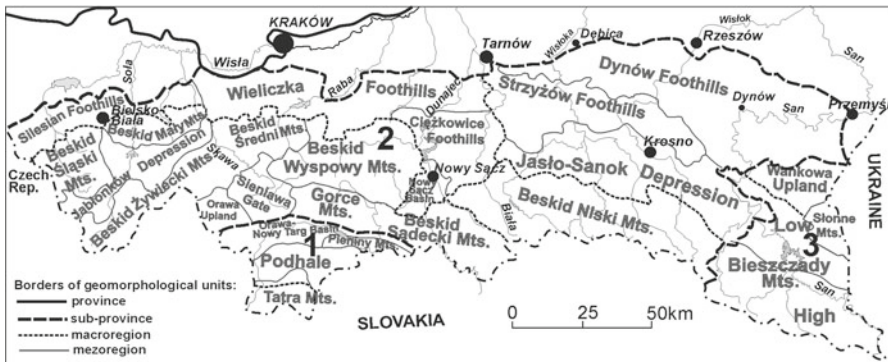 KRAKÓW
Wisła
Soła
Tarnów
Wisłoka
Dębica
Wisłok
Rzeszów
San
Wieliczka
Raba
Foothills
Dunajec
Strzyżów Foothills
Dynów Foothills
Dynów
San
Przemyśl
Silesian Foothills
Bielsko
Biała
Beskid Mały Mts.
Beskid
Śląski
Mts.
Czech-
Rep.
Jabłonków
Depression
Beskid Żywiecki Mts.
Skawa
Beskid
Średni Mts.
Beskid
Wyspowy Mts.
2
Ciężkowice
Foothills
Nowy Sącz
Nowy
Sącz
Basin
Krosno
Jasło-Sanok
Depression
Wańkowa
Upland
UKRAINE
Sieniawa
Gate
Orawa
Upland
Gorce
Mts.
Beskid
Sądecki Mts.
Biała
Beskid Niski Mts.
Słonne
Mts.
Low
3
Bieszczady
Mts.
San
High
Orawa-
Nowy Targ Basin
1
Pieniny Mts.
Podhale
Tatra Mts.
SLOVAKIA
0 25 50km
Borders of geomorphological units:
province
sub-province
macroregion
mezoregion